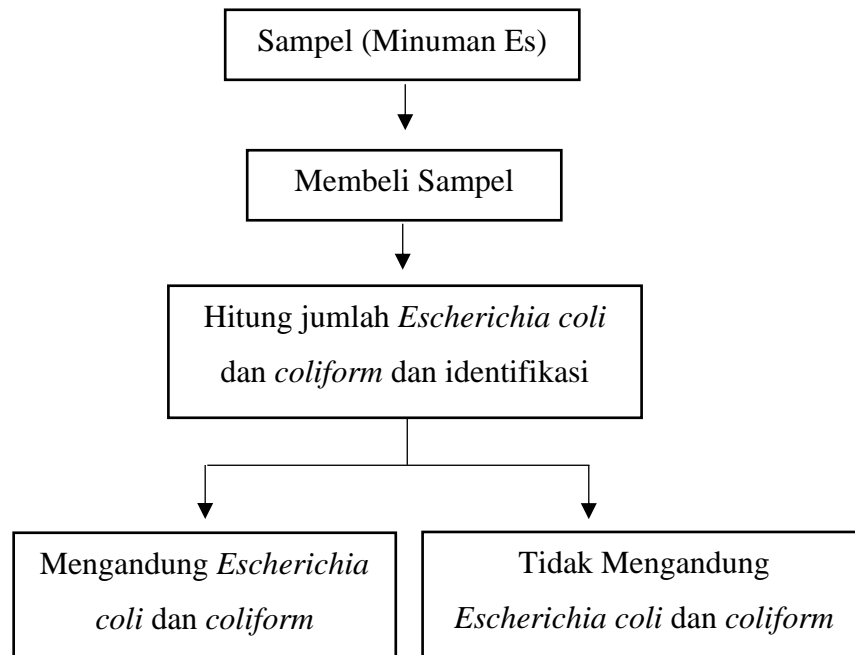 Sampel (Minuman Es)
Membeli Sampel
Hitung jumlah Escherichia coli
dan coliform dan identifikasi
Mengandung Escherichia
coli dan coliform
Tidak Mengandung
Escherichia coli dan coliform